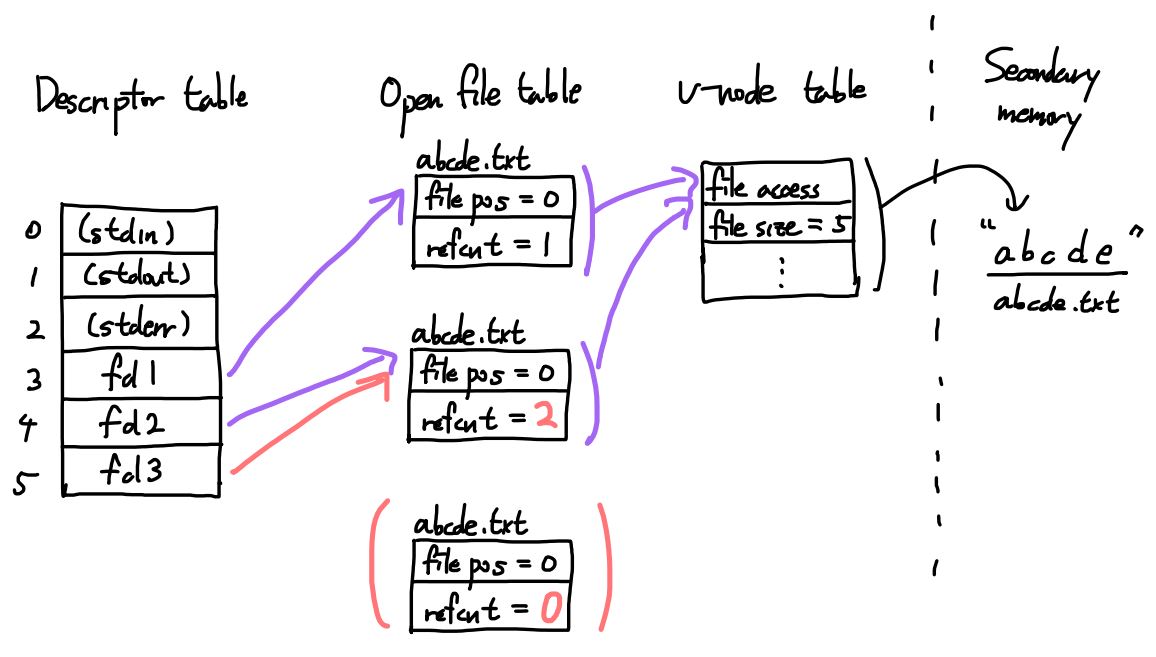 Descriptor table
0 (stdin)
1 (stdout)
2 (stderr)
3 fd1
4 fd2
5 fd3
Open file table
abcde.txt
file pos = 0
refcnt = 1
abcde.txt
file pos = 0
refcnt = 2
abcde.txt
file pos = 0
refcnt = 0
v-node table
file access
file size = 5
⋮
Secondary
memory
"abcde"
abcde.txt